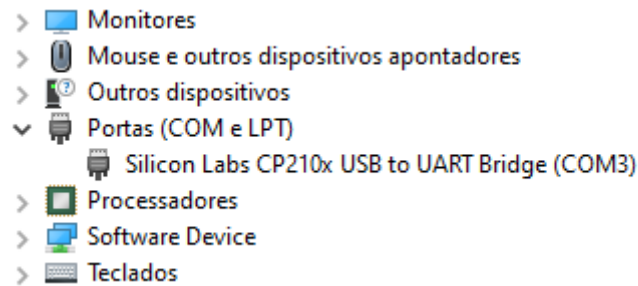 Monitores
Mouse e outros dispositivos apontadores
Outros dispositivos
Portas (COM e LPT)
Silicon Labs CP210x USB to UART Bridge (COM3)
Processadores
Software Device
Teclados